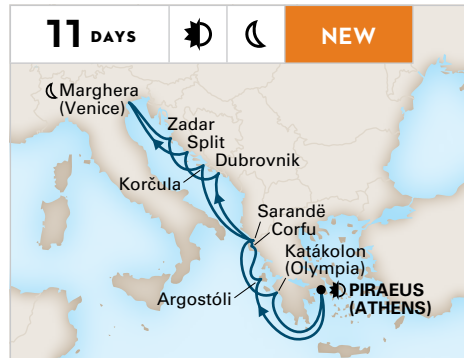 11 DAYS
NEW
Marghera
(Venice)
Zadar
Split
Dubrovnik
Korčula
Sarandë
Corfu
Katákolon
(Olympia)
Argostóli
PIRAEUS
(ATHENS)